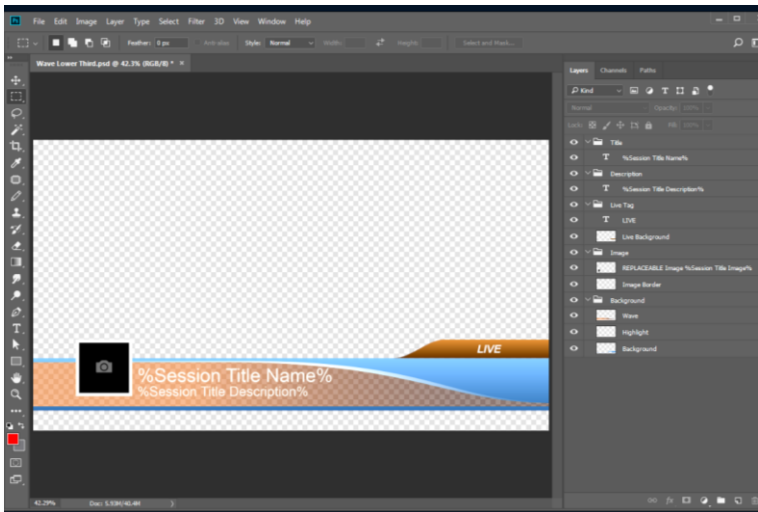 Ps File Edit Image Layer Type Select Filter 3D View Window Help
Feather: 0 px Anti-alias Style: Normal Width: Height: Select and Mask...
Wave Lower Third.psd @ 42.3% (RGB/8) * ×
Layers Channels Paths
Kind
Normal Opacity: 100%
Lock: Fill: 100%
Title
T %Session Title Name%
Description
T %Session Title Description%
Live Tag
T LIVE
Live Background
Image
REPLACEABLE Image %Session Title Image%
Image Border
Background
Wave
Highlight
Background
LIVE
%Session Title Name%
%Session Title Description%
42.29% Doc: 5.93M/40.4M